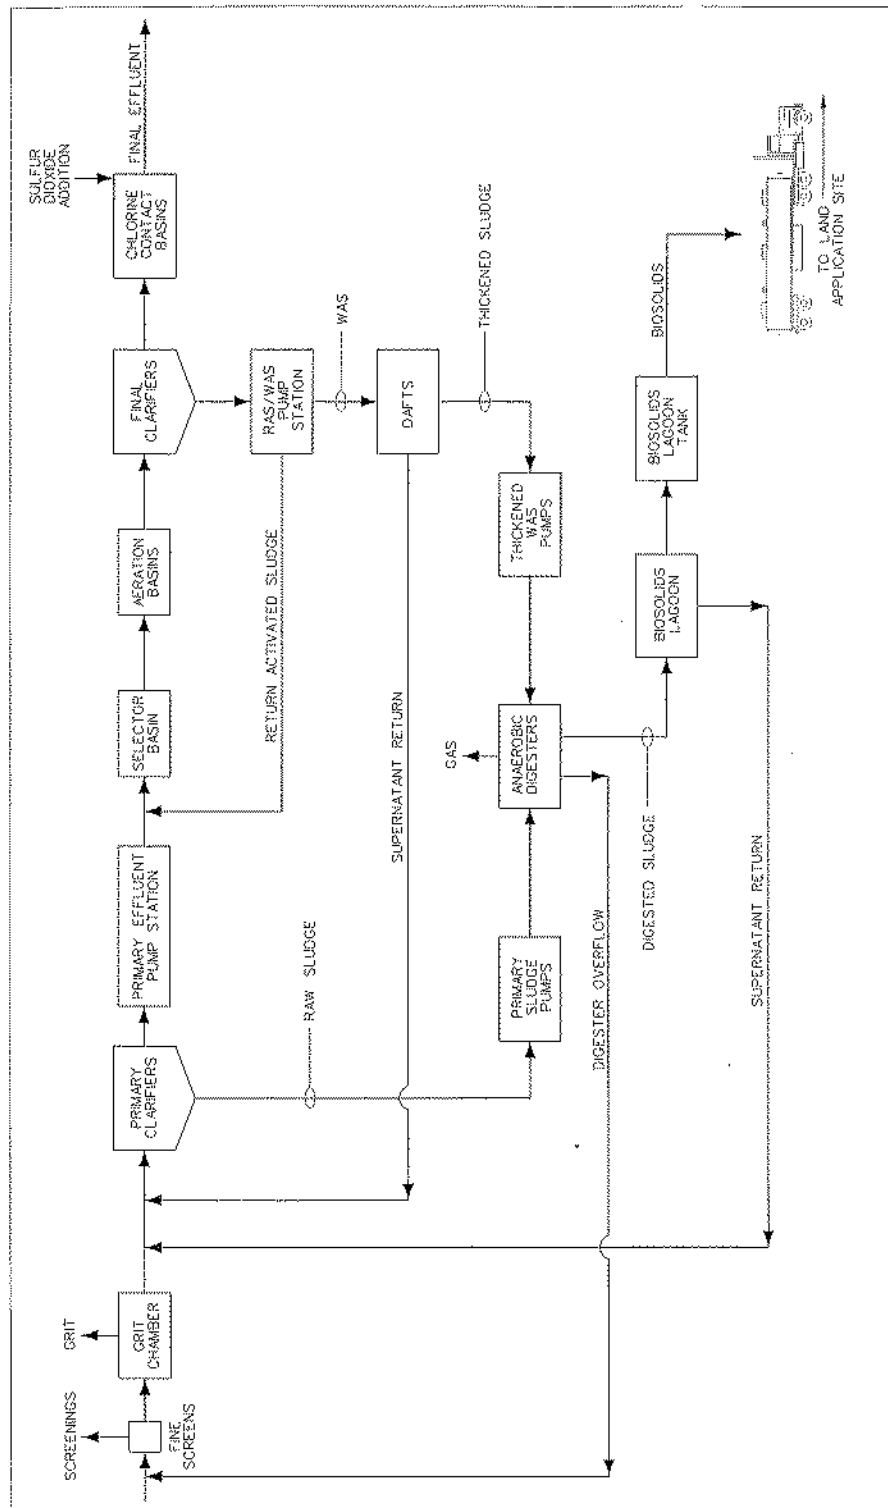 SCREENINGS
FINE
SCREENS
GRIT
GRIT
CHAMBER
PRIMARY
CLARIFIERS
PRIMARY EFFLUENT
PUMP STATION
SELECTOR
BASIN
AERATION
BASINS
FINAL
CLARIFIERS
CHLORINE
CONTACT
BASINS
SULFUR
DIOXIDE
ADDITION
FINAL EFFLUENT
RETURN ACTIVATED SLUDGE
RAS/WAS
PUMP
STATION
WAS
DAFTS
THICKENED SLUDGE
RAW SLUDGE
SUPERNATANT RETURN
PRIMARY
SLUDGE
PUMPS
GAS
ANAEROBIC
DIGESTERS
THICKENED
WAS
PUMPS
DIGESTER OVERFLOW
DIGESTED SLUDGE
BIOSOLIDS
LAGOON
BIOSOLIDS
LAGOON
TANK
BIOSOLIDS
SUPERNATANT RETURN
TO LAND
APPLICATION SITE